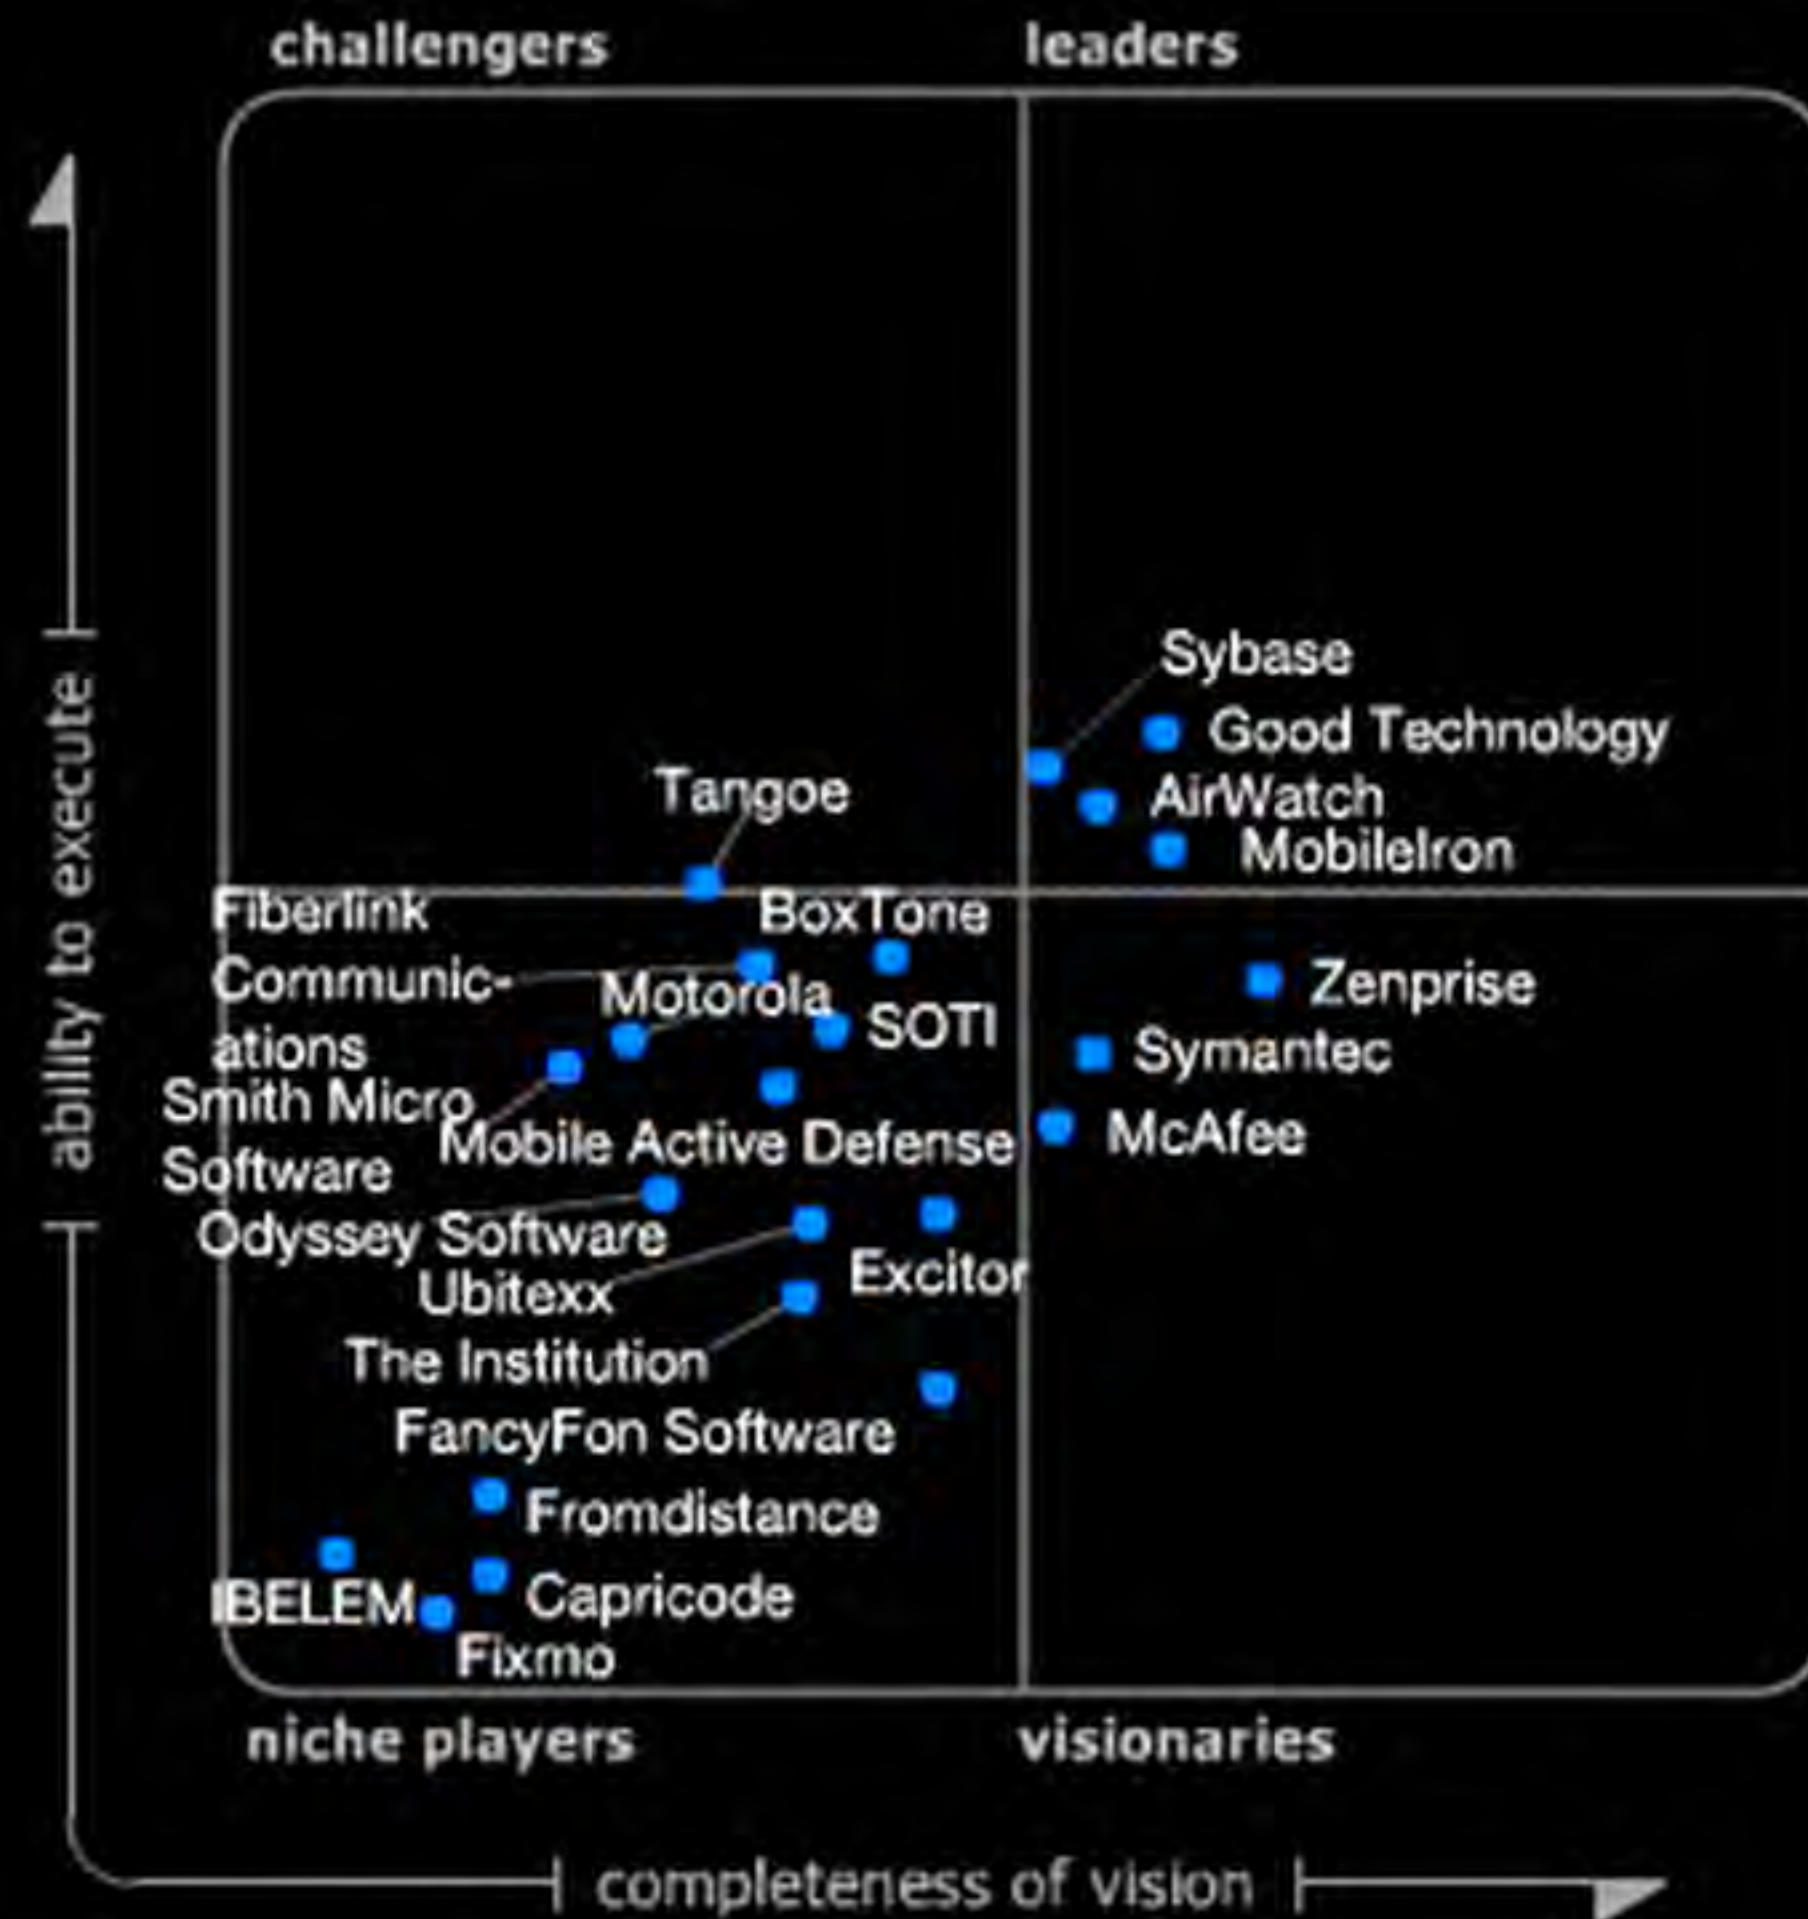 challengers
leaders
ability to execute
Sybase
Good Technology
Tangoe
AirWatch
MobileIron
Fiberlink
Communic-
ations
BoxTone
Motorola
Zenprise
SOTI
Symantec
Smith Micro
Software
McAfee
Mobile Active Defense
Odyssey Software
Ubitexx
Excitor
The Institution
FancyFon Software
Fromdistance
IBELEM
Capricode
Fixmo
niche players
visionaries
completeness of vision